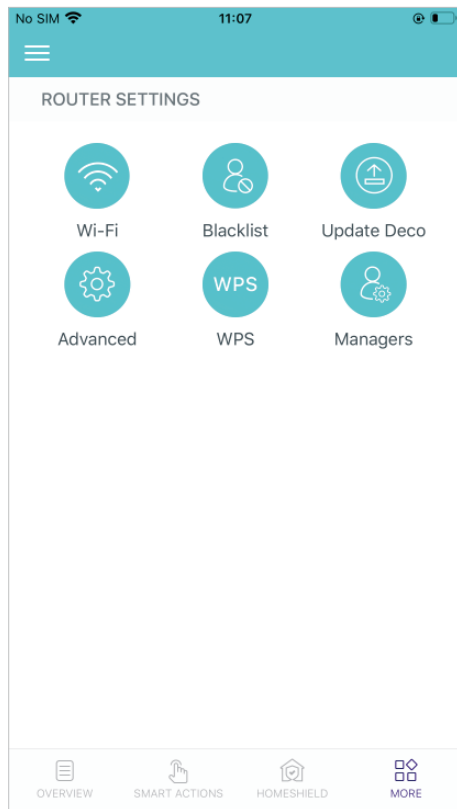 No SIM 11:07
ROUTER SETTINGS
Wi-Fi Blacklist Update Deco
WPS
Advanced WPS Managers
OVERVIEW SMART ACTIONS HOMESHIELD MORE